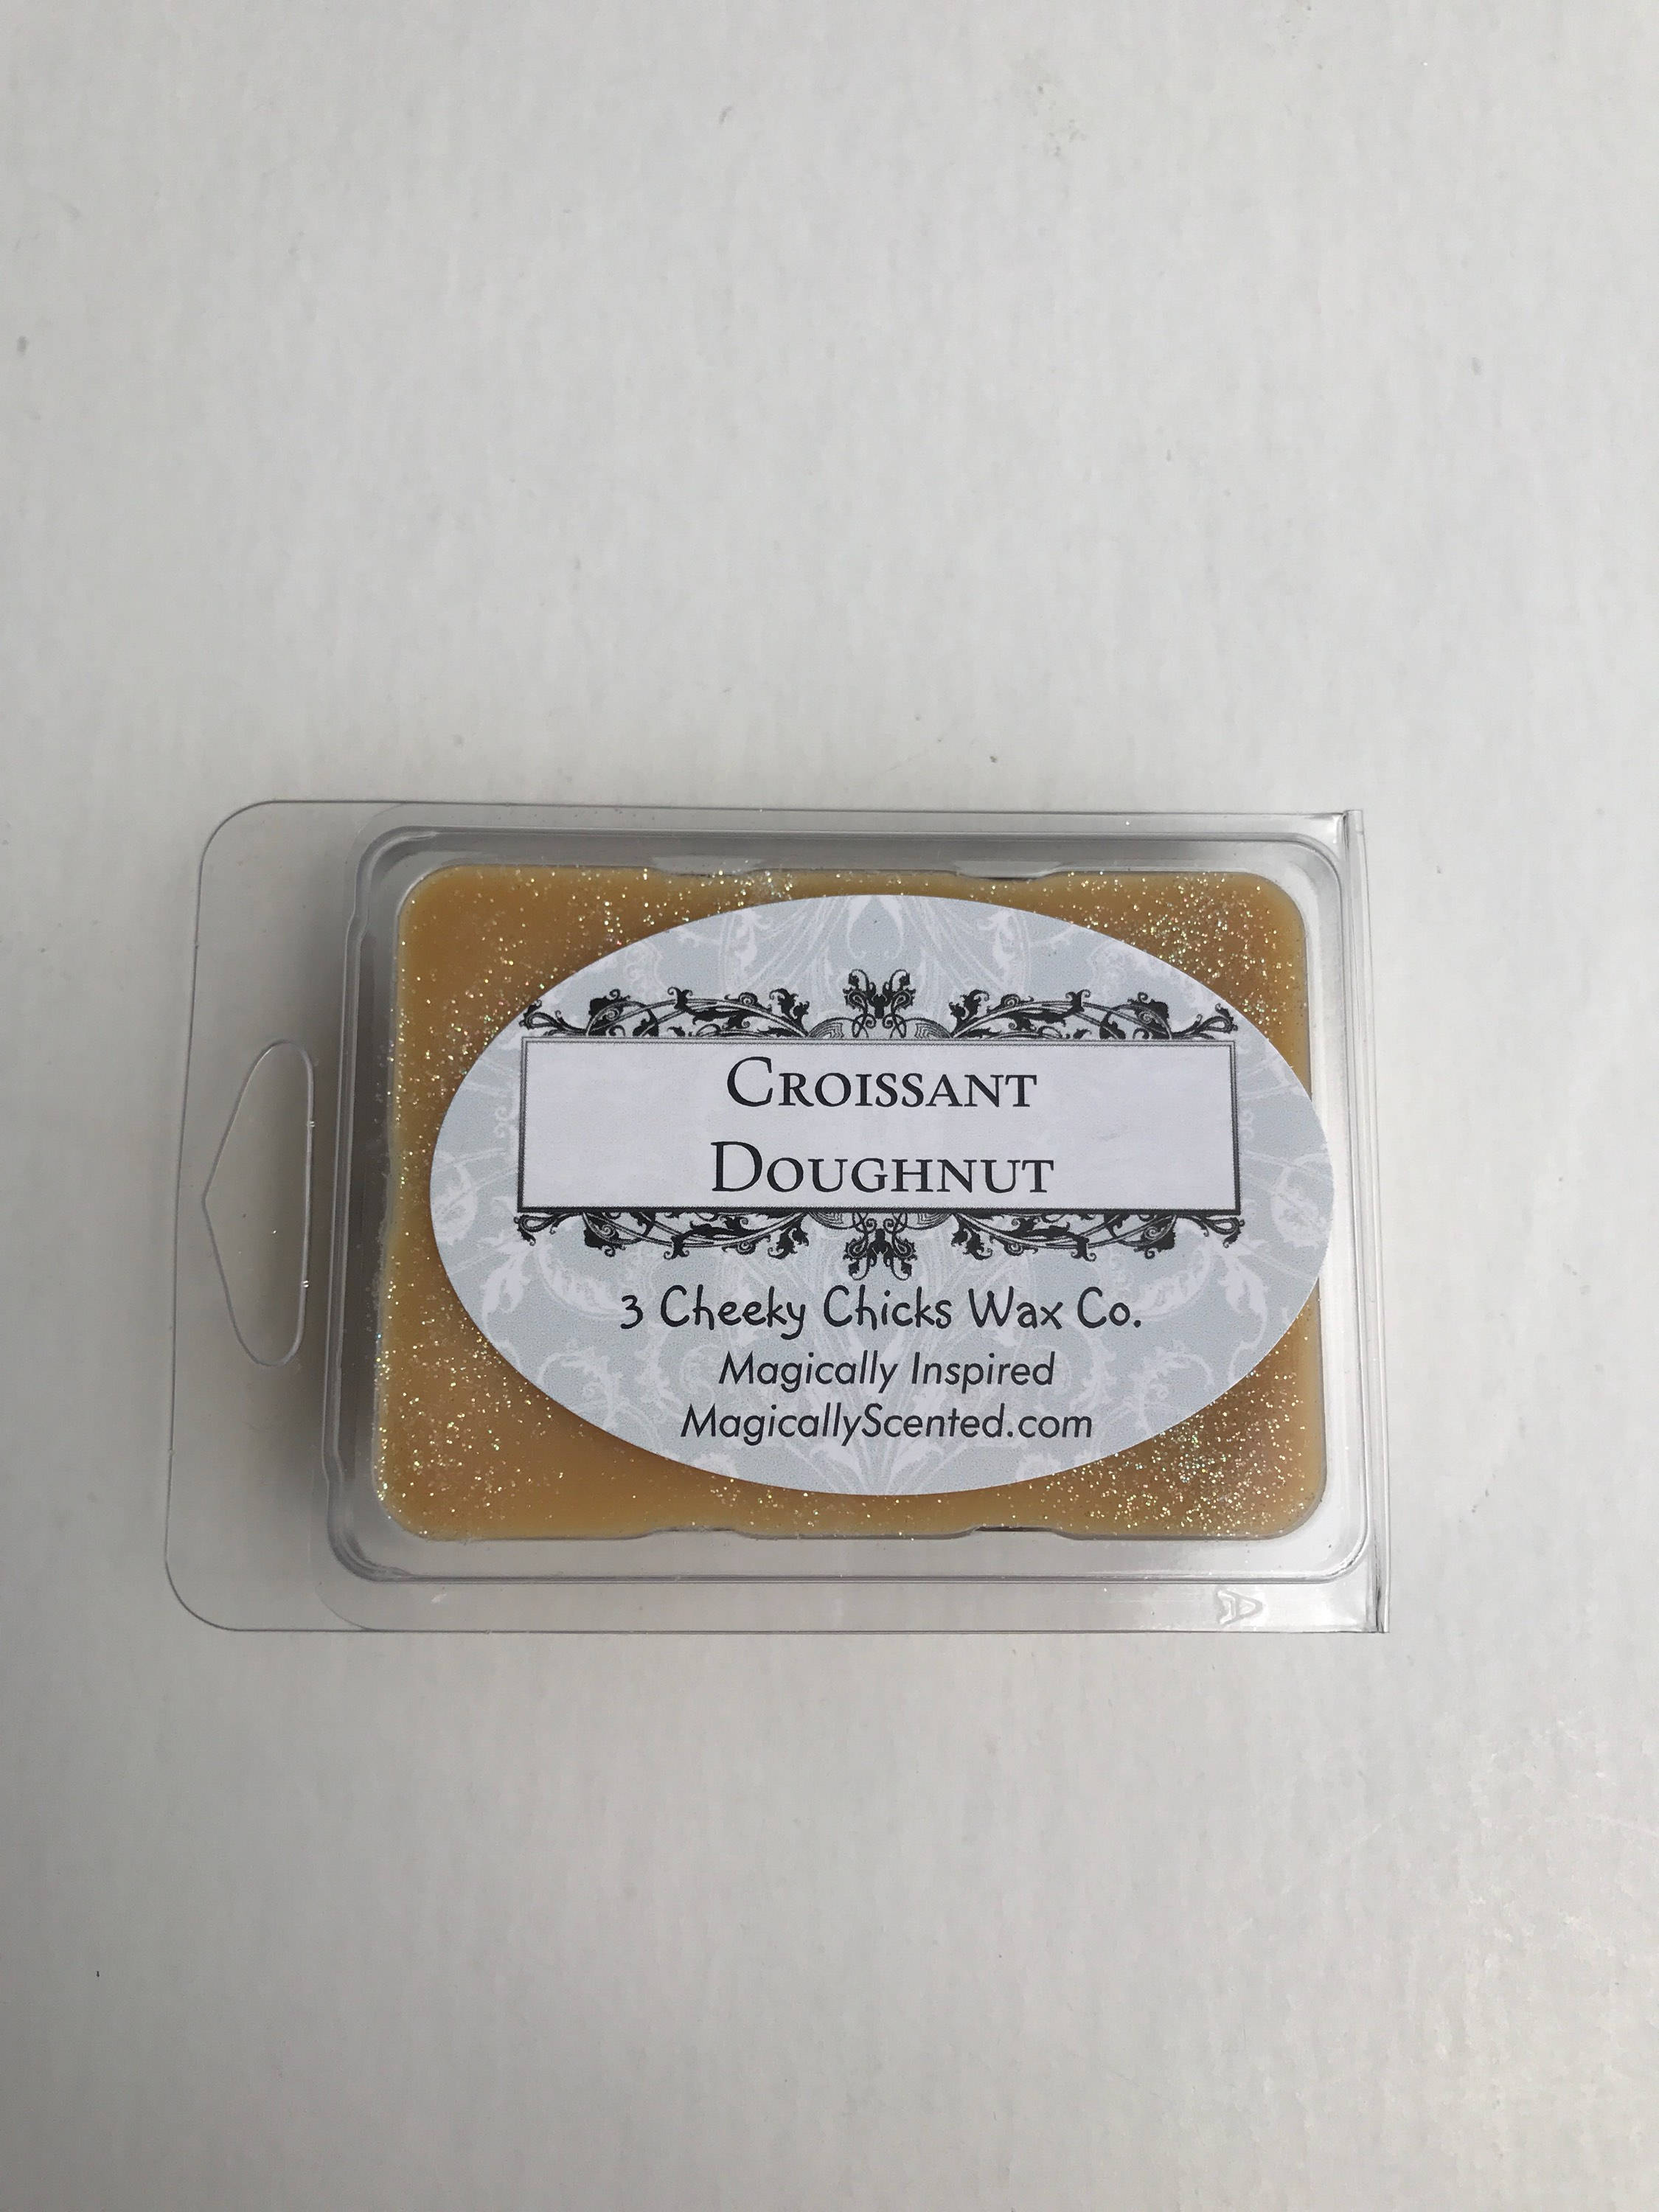 Croissant
Doughnut
3 Cheeky Chicks Wax Co.
Magically Inspired
MagicallyScented.com
A